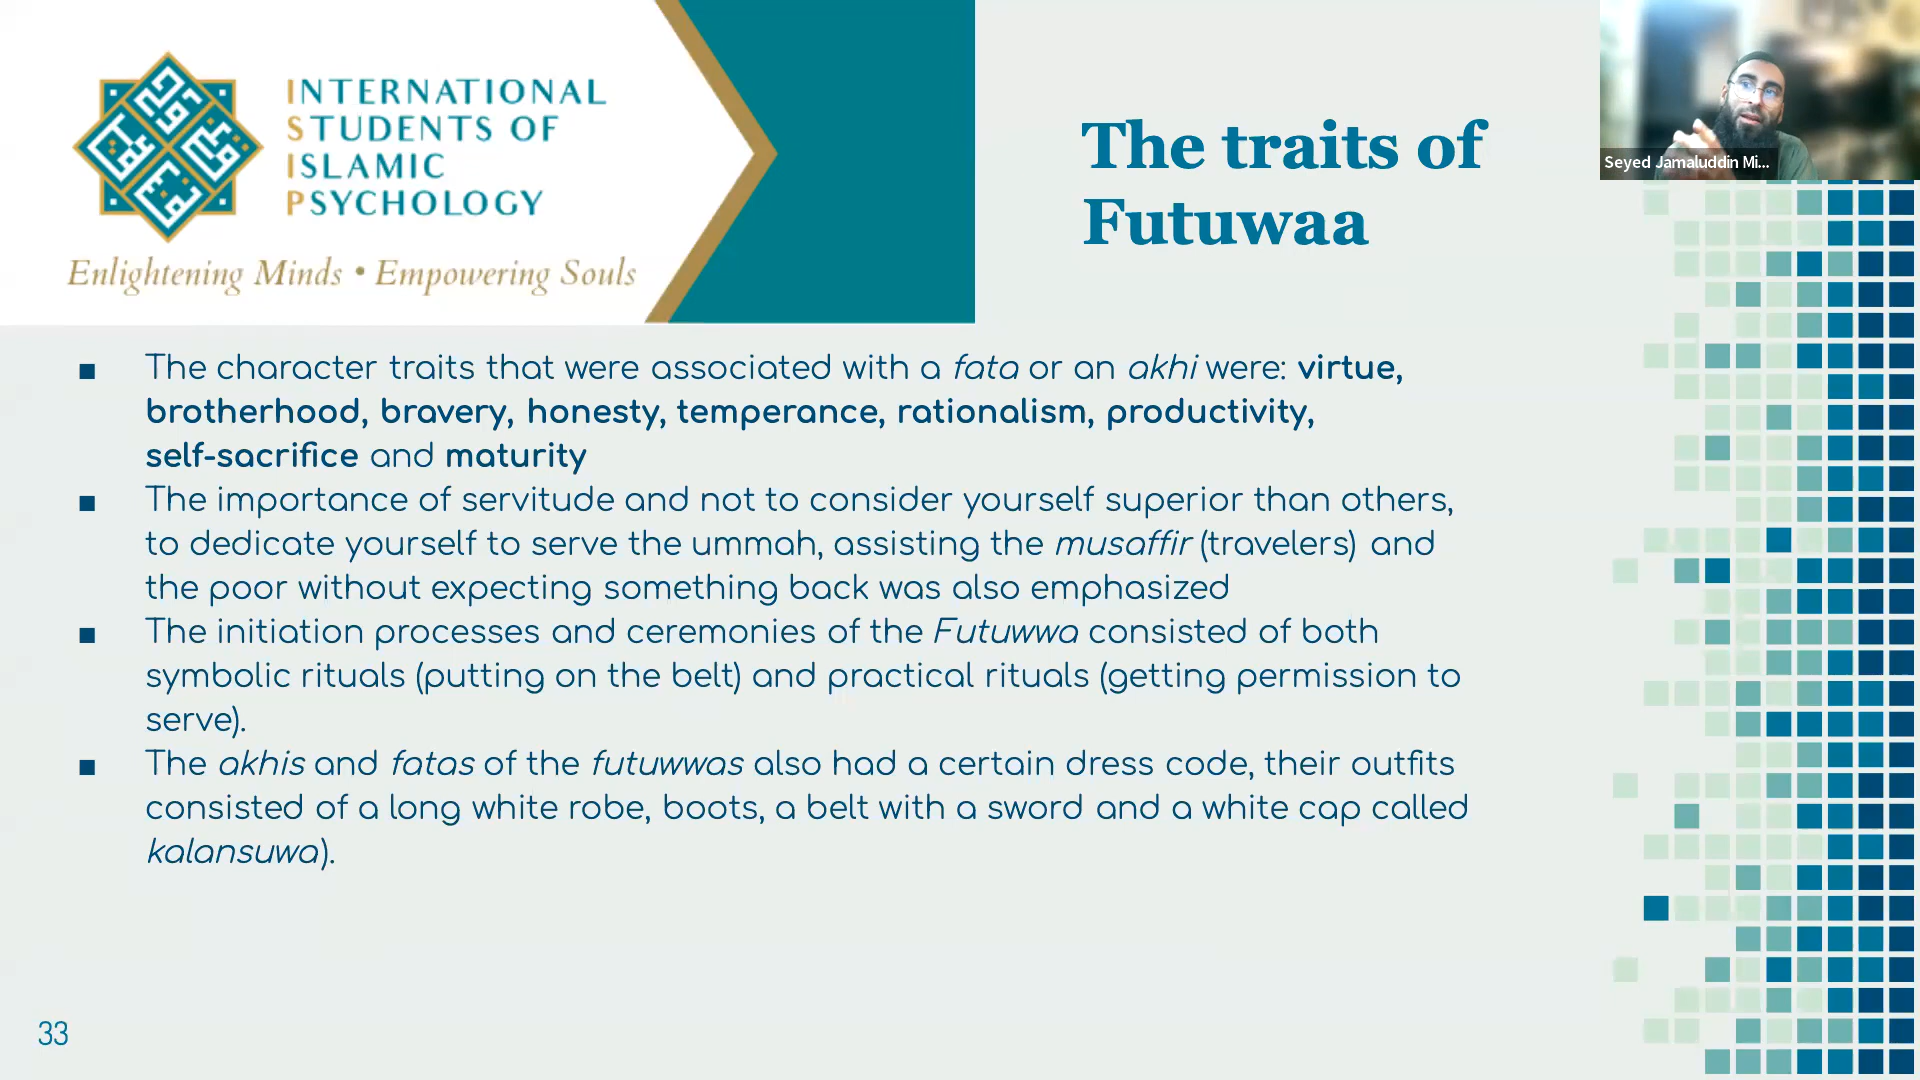 INTERNATIONAL
STUDENTS OF
ISLAMIC
PSYCHOLOGY
Enlightening Minds • Empowering Souls
The traits of
Futuwaa
Seyed Jamaluddin Mi...
■ The character traits that were associated with a fata or an akhi were: virtue,
brotherhood, bravery, honesty, temperance, rationalism, productivity,
self-sacrifice and maturity
■ The importance of servitude and not to consider yourself superior than others,
to dedicate yourself to serve the ummah, assisting the musaffir (travelers) and
the poor without expecting something back was also emphasized
■ The initiation processes and ceremonies of the Futuwwa consisted of both
symbolic rituals (putting on the belt) and practical rituals (getting permission to
serve).
■ The akhis and fatas of the futuwwas also had a certain dress code, their outfits
consisted of a long white robe, boots, a belt with a sword and a white cap called
kalansuwa).
33